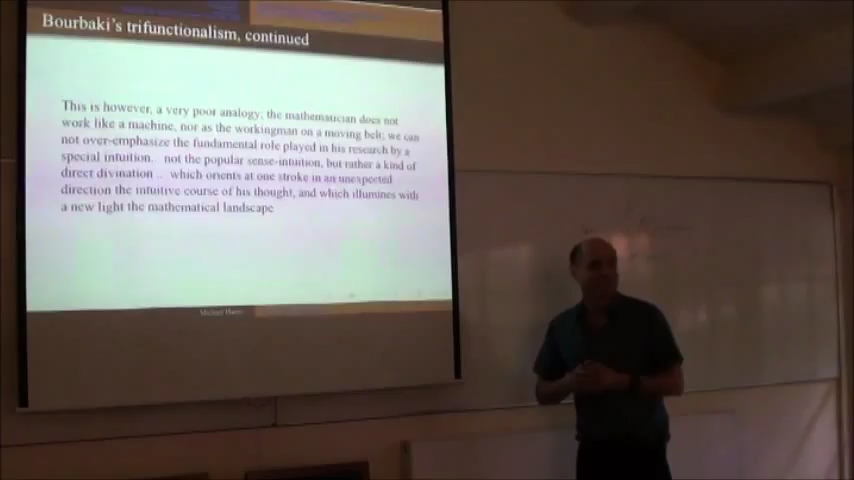 Bourbaki's trifunctionalism, continued
This is however, a very poor analogy; the mathematician does not
work like a machine, nor as the workingman on a moving belt; we can
not over-emphasize the fundamental role played in his research by a
special intuition.. not the popular sense-intuition, but rather a kind of
direct divination .. which orients at one stroke in an unexpected
direction the intuitive course of his thought, and which illumines with
a new light the mathematical landscape
Michael Harris